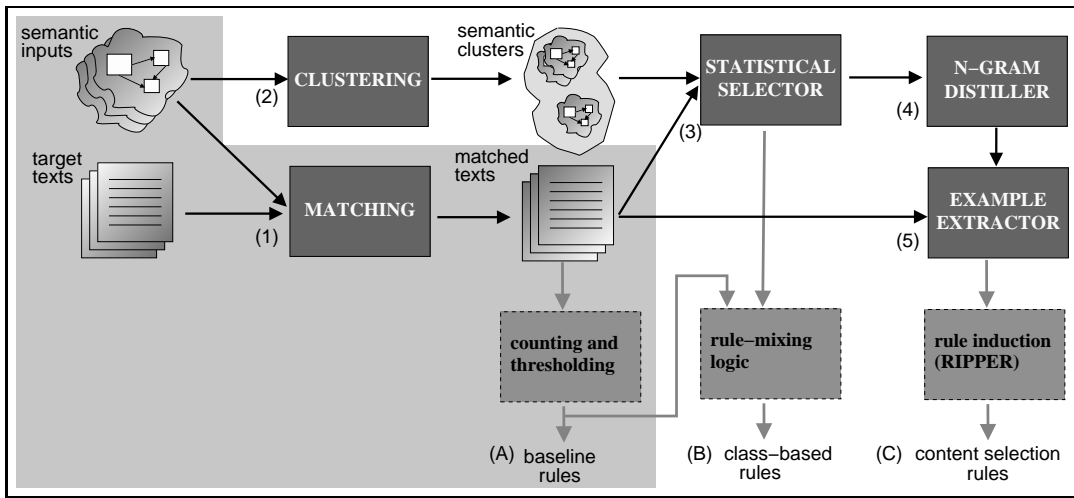 semantic
inputs
(2)
CLUSTERING
semantic
clusters
STATISTICAL
SELECTOR
(3)
N−GRAM
DISTILLER
(4)
target
texts
(1)
MATCHING
matched
texts
EXAMPLE
EXTRACTOR
(5)
counting and
thresholding
rule−mixing
logic
rule induction
(RIPPER)
(A)
baseline
rules
(B)
class−based
rules
(C)
content selection
rules